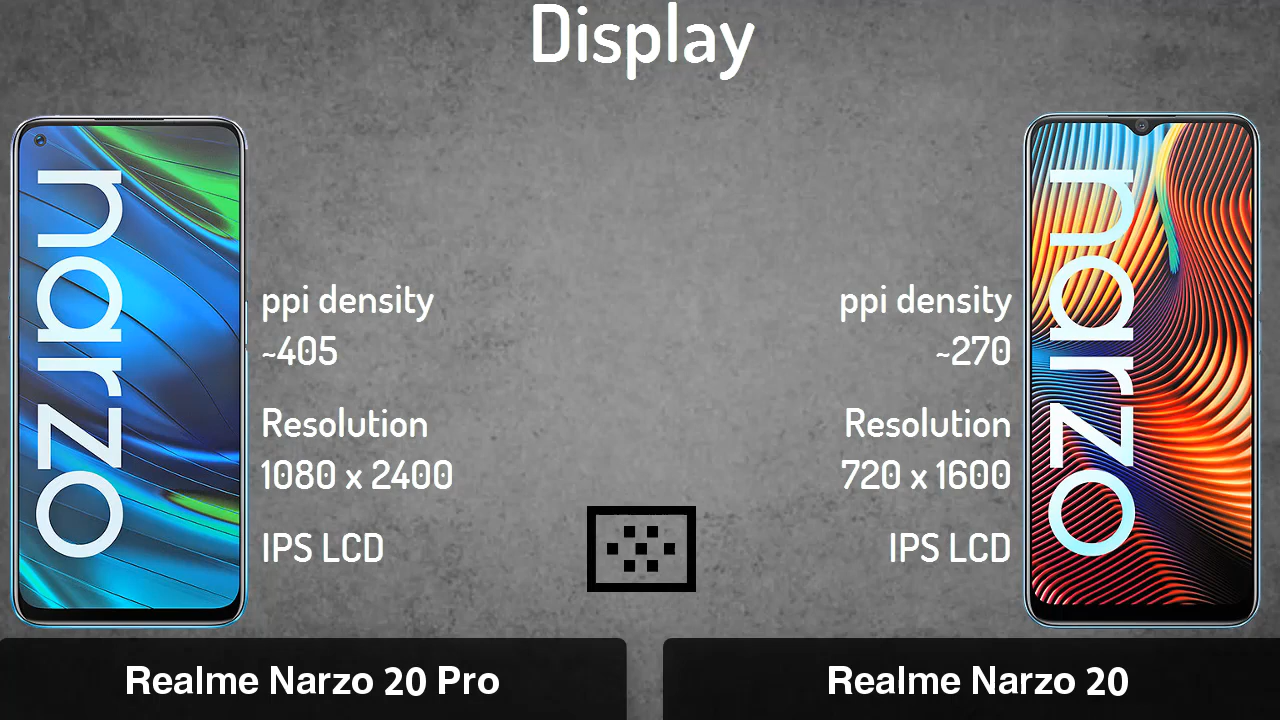 Display
narzo
ppi density
~405
Resolution
1080 x 2400
IPS LCD
ppi density
~270
Resolution
720 x 1600
IPS LCD
narzo
Realme Narzo 20 Pro
Realme Narzo 20